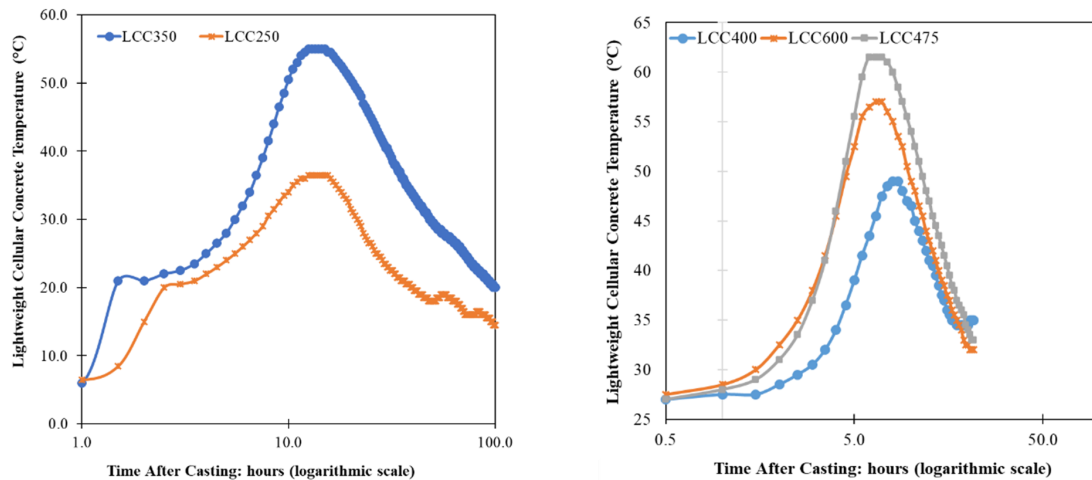 LCC350 LCC250
60.0
50.0
40.0
30.0
20.0
10.0
0.0
1.0 10.0 100.0
Lightweight Cellular Concrete Temperature (°C)
Time After Casting: hours (logarithmic scale)
LCC400 LCC600 LCC475
65
60
55
50
45
40
35
30
25
0.5 5.0 50.0
Lightweight Cellular Concrete Temperature (°C)
Time After Casting: hours (logarithmic scale)